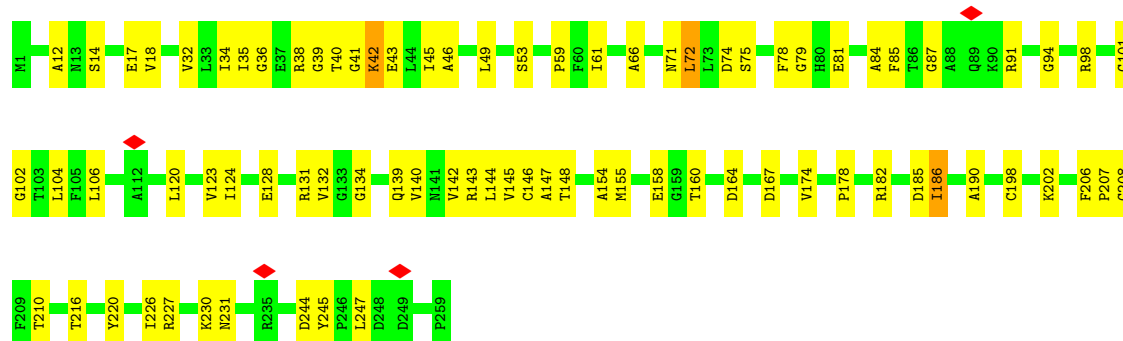 M1 A12 N13 S14 E17 V18 V32 L33 I34 I35 G36 E37 R38 G39 T40 G41 K42 E43 L44 I45 A46 L49 S53 P59 F60 I61 A66 N71 L72 L73 D74 S75 F78 G79 H80 E81 A84 F85 T86 G87 A88 Q89 K90 R91 G94 R98 G101
G102 T103 L104 F105 L106 A112 L120 V123 I124 E128 R131 V132 G133 G134 Q139 V140 N141 V142 R143 L144 V145 C146 A147 T148 A154 M155 E158 G159 T160 D164 D167 V174 P178 R182 D185 I186 A190 C198 K202 F206 P207 G208
F209 T210 T216 Y220 I226 R227 K230 N231 R235 D244 Y245 P246 L247 D248 D249 P259